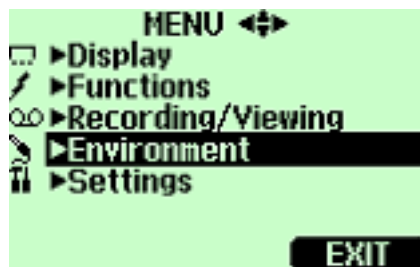 MENU
Display
Functions
Recording/Viewing
Environment
Settings
EXIT